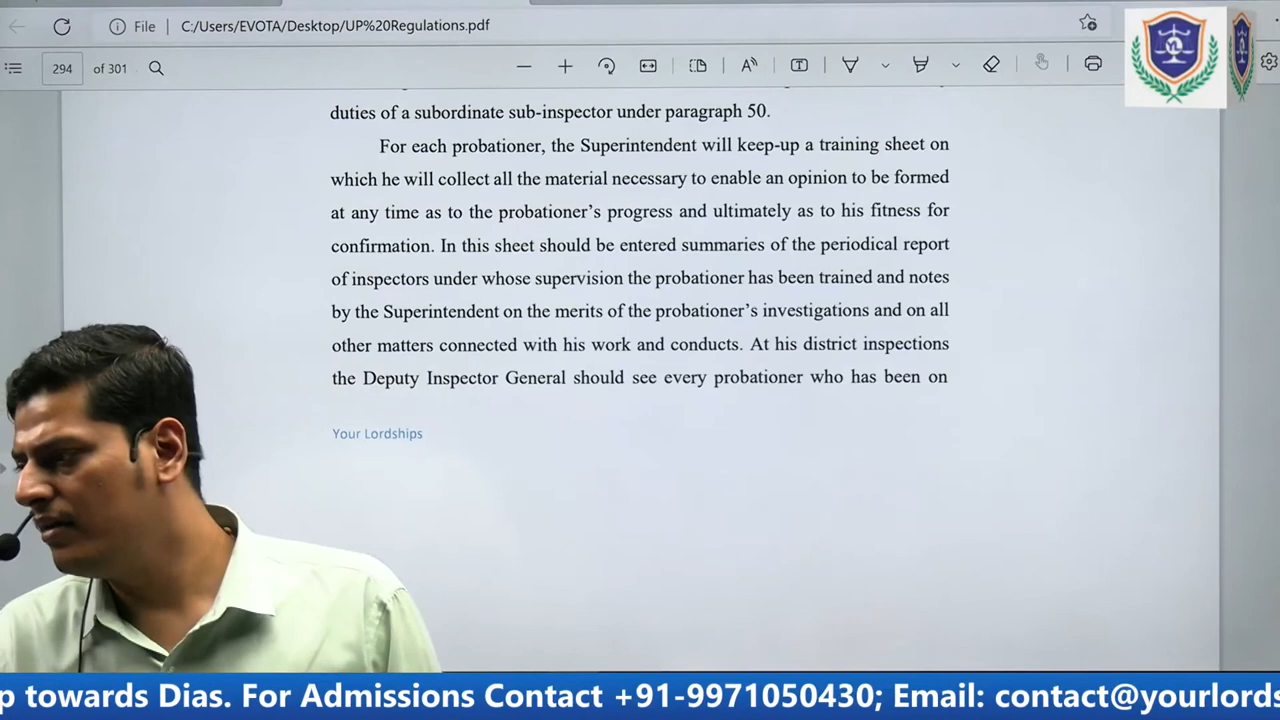 File C:/Users/EVOTA/Desktop/UP%20Regulations.pdf
294 of 301
duties of a subordinate sub-inspector under paragraph 50.
For each probationer, the Superintendent will keep-up a training sheet on
which he will collect all the material necessary to enable an opinion to be formed
at any time as to the probationer’s progress and ultimately as to his fitness for
confirmation. In this sheet should be entered summaries of the periodical report
of inspectors under whose supervision the probationer has been trained and notes
by the Superintendent on the merits of the probationer’s investigations and on all
other matters connected with his work and conducts. At his district inspections
the Deputy Inspector General should see every probationer who has been on
Your Lordships
p towards Dias. For Admissions Contact +91-9971050430; Email: contact@yourlords